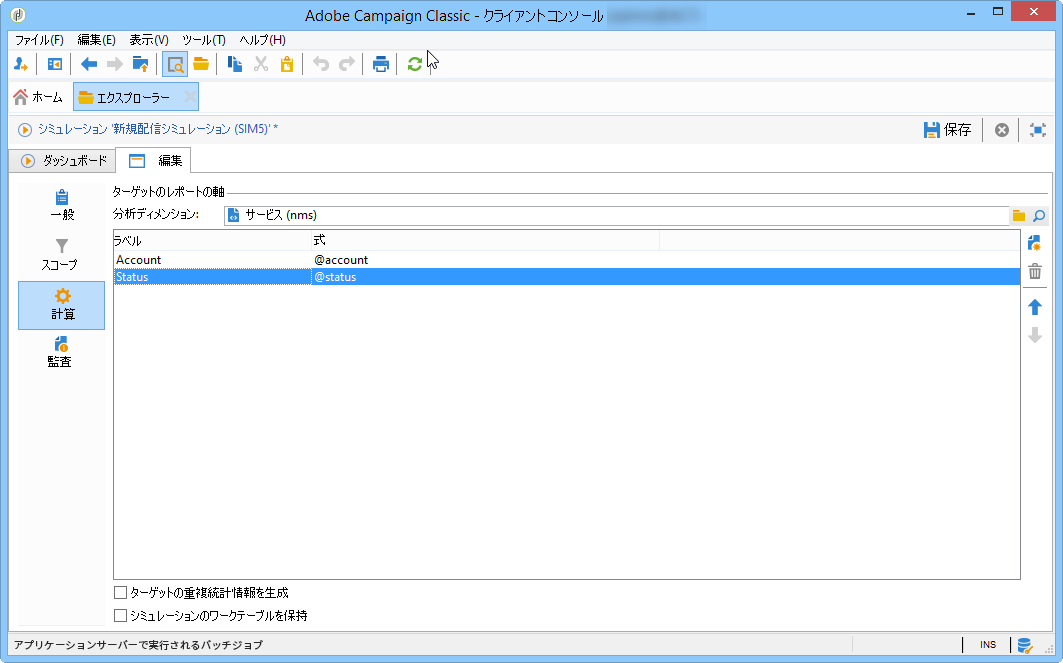 Adobe Campaign Classic - クライアントコンソール
ファイル(F) 編集(E) 表示(V) ツール(T) ヘルプ(H)
ホーム エクスプローラー
シミュレーション '新規配信シミュレーション (SIM5)' *
保存
ダッシュボード 編集
一般
スコープ
計算
監査
ターゲットのレポートの軸
分析ディメンション: サービス (nms)
ラベル 式
Account @account
Status @status
ターゲットの重複統計情報を生成
シミュレーションのワークテーブルを保持
アプリケーションサーバーで実行されるバッチジョブ INS